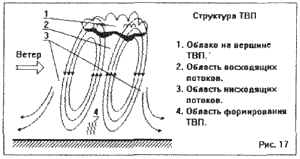 Структура ТВП
1
2
3
Ветер
4
1. Облако на вершине
ТВП.
2. Область восходящих
потоков.
3. Область нисходящих
потоков.
4. Область формирования
ТВП.
Рис. 17